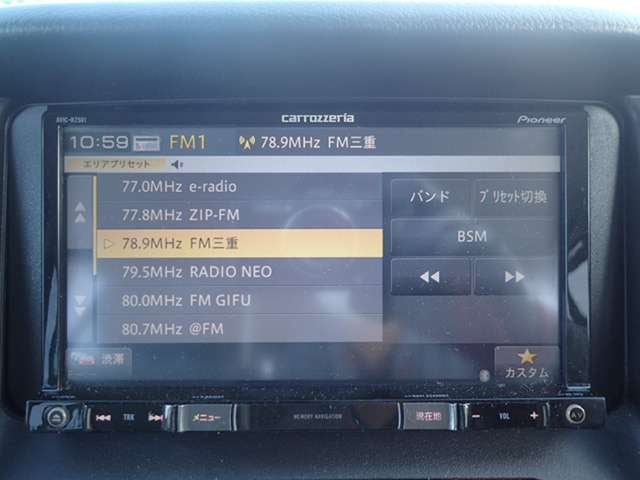 AVIC-RZ501 carrozzeria Pioneer
10:59 FM1 78.9MHz FM三重
エリアプリセット
77.0MHz e-radio
77.8MHz ZIP-FM
78.9MHz FM三重
79.5MHz RADIO NEO
80.0MHz FM GIFU
80.7MHz @FM
バンド プリセット切換
BSM
渋滞
カスタム
TRK メニュー MEMORY NAVIGATION 現在地 − VOL + AV